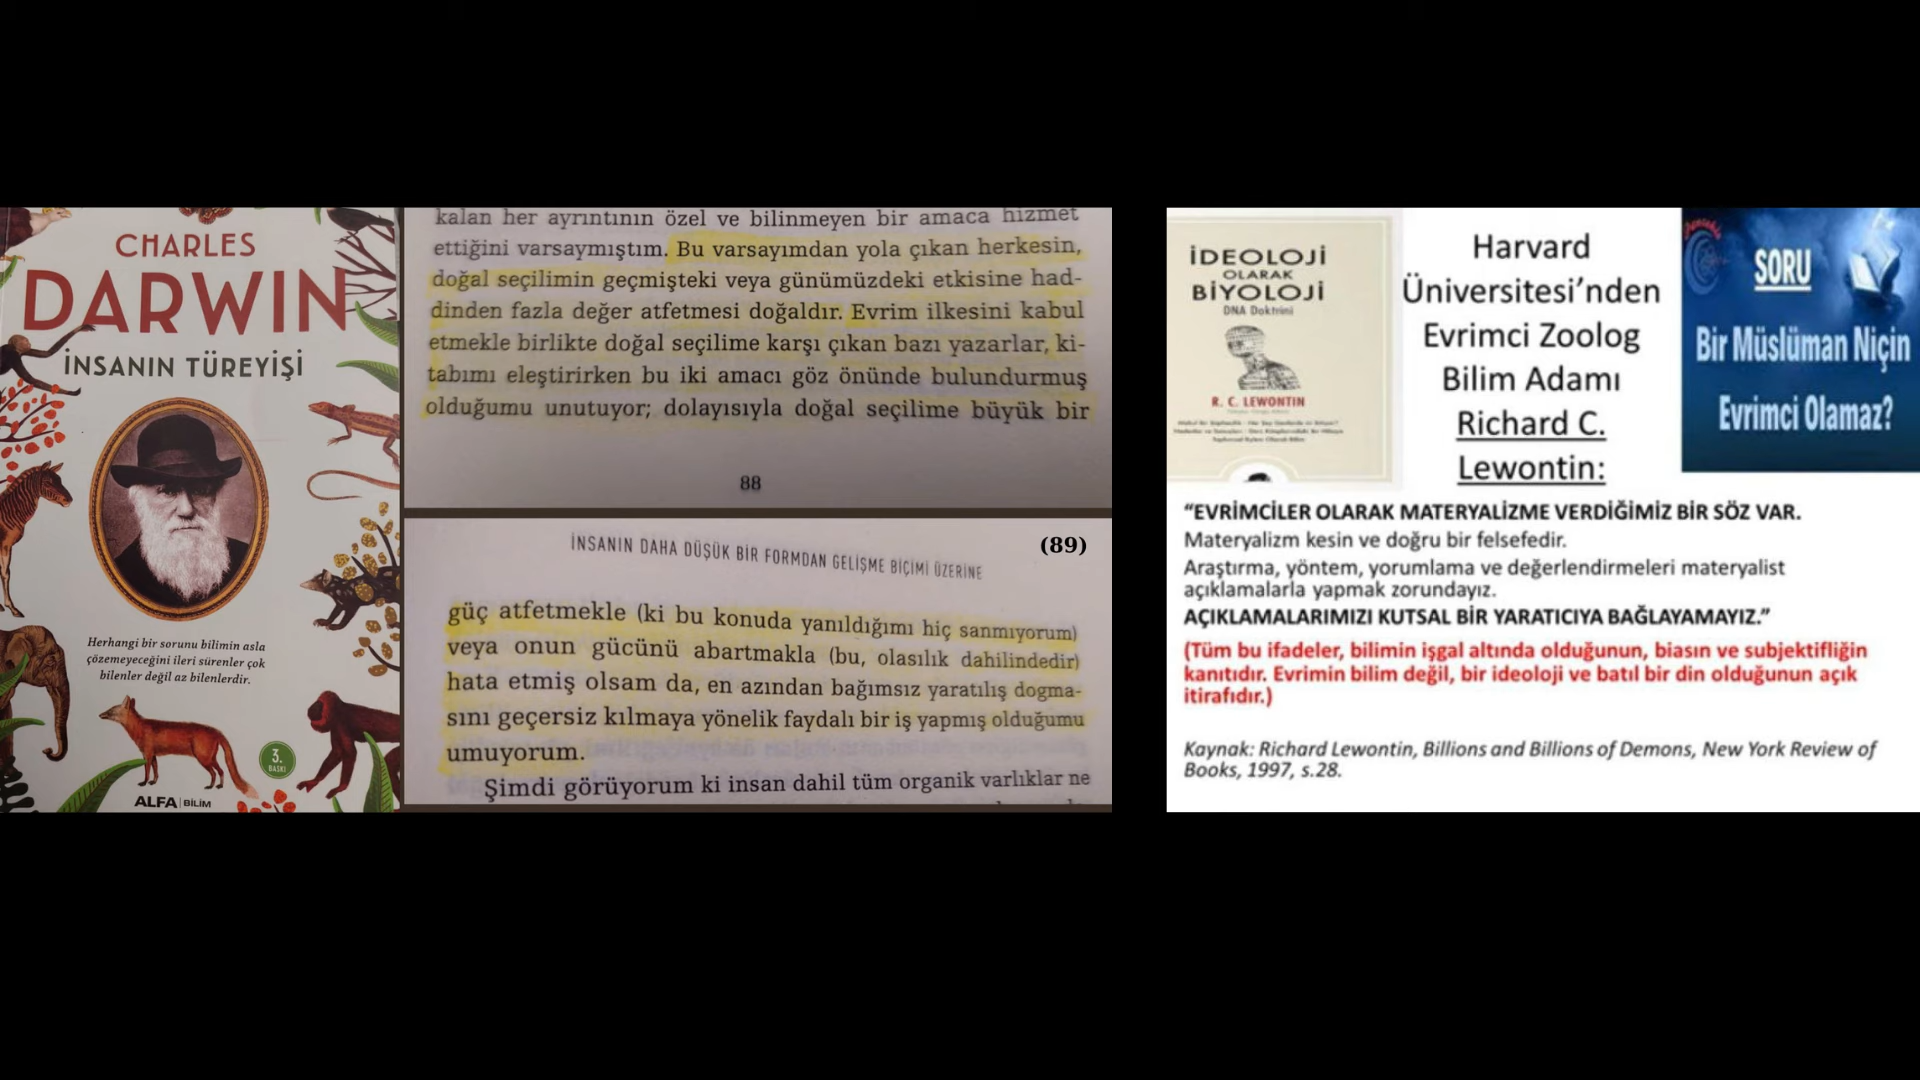 CHARLES
DARWIN
İNSANIN TÜREYİŞİ
Herhangi bir sorunu bilimin asla
çözemeyeceğini ileri sürenler çok
bilenler değil az bilenlerdir.
3.
BASKI
ALFA | BİLİM
kalan her ayrıntının özel ve bilinmeyen bir amaca hizmet
ettiğini varsaymıştım. Bu varsayımdan yola çıkan herkesin,
doğal seçilimin geçmişteki veya günümüzdeki etkisine had-
dinden fazla değer atfetmesi doğaldır. Evrim ilkesini kabul
etmekle birlikte doğal seçilime karşı çıkan bazı yazarlar, ki-
tabımı eleştirirken bu iki amacı göz önünde bulundurmuş
olduğumu unutuyor; dolayısıyla doğal seçilime büyük bir
88
İNSANIN DAHA DÜŞÜK BİR FORMDAN GELİŞME BİÇİMİ ÜZERİNE
(89)
güç atfetmekle (ki bu konuda yanıldığımı hiç sanmıyorum)
veya onun gücünü abartmakla (bu, olasılık dahilindedir)
hata etmiş olsam da, en azından bağımsız yaratılış dogma-
sını geçersiz kılmaya yönelik faydalı bir iş yapmış olduğumu
umuyorum.
Şimdi görüyorum ki insan dahil tüm organik varlıklar ne
İDEOLOJİ
OLARAK
BİYOLOJİ
DNA Doktrini
R. C. LEWONTIN
Harvard
Üniversitesi’nden
Evrimci Zoolog
Bilim Adamı
Richard C.
Lewontin:
SORU
Bir Müslüman Niçin
Evrimci Olamaz?
“EVRİMCİLER OLARAK MATERYALİZME VERDİĞİMİZ BİR SÖZ VAR.
Materyalizm kesin ve doğru bir felsefedir.
Araştırma, yöntem, yorumlama ve değerlendirmeleri materyalist
açıklamalarla yapmak zorundayız.
AÇIKLAMALARIMIZI KUTSAL BİR YARATICIYA BAĞLAYAMAYIZ.”
(Tüm bu ifadeler, bilimin işgal altında olduğunun, biasın ve subjektifliğin
kanıtıdır. Evrimin bilim değil, bir ideoloji ve batıl bir din olduğunun açık
itirafıdır.)
Kaynak: Richard Lewontin, Billions and Billions of Demons, New York Review of
Books, 1997, s.28.